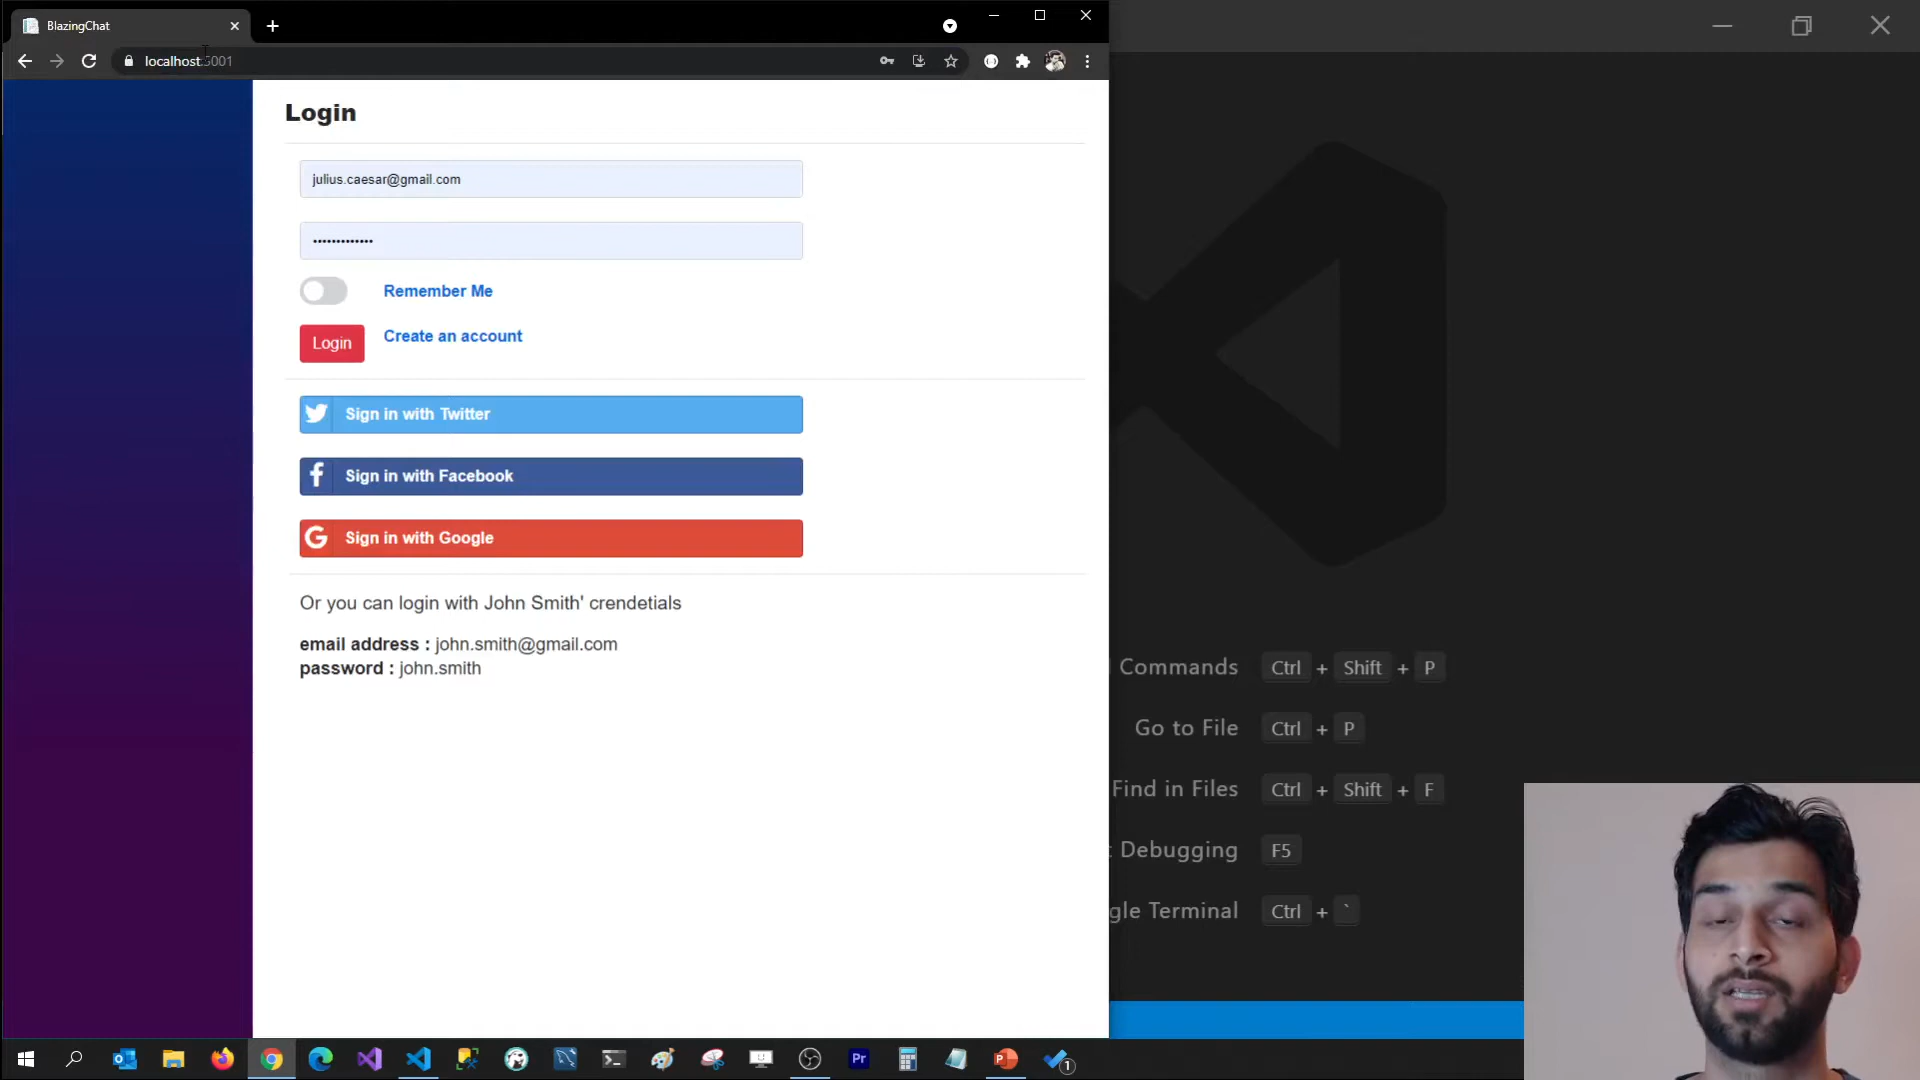 BlazingChat
localhost:5001
Login
julius.caesar@gmail.com
•••••••••••••
Remember Me
Login
Create an account
Sign in with Twitter
Sign in with Facebook
Sign in with Google
Or you can login with John Smith' crendetials
email address : john.smith@gmail.com
password : john.smith
Commands Ctrl + Shift + P
Go to File Ctrl + P
Find in Files Ctrl + Shift + F
Debugging F5
gle Terminal Ctrl + `
Pr
1